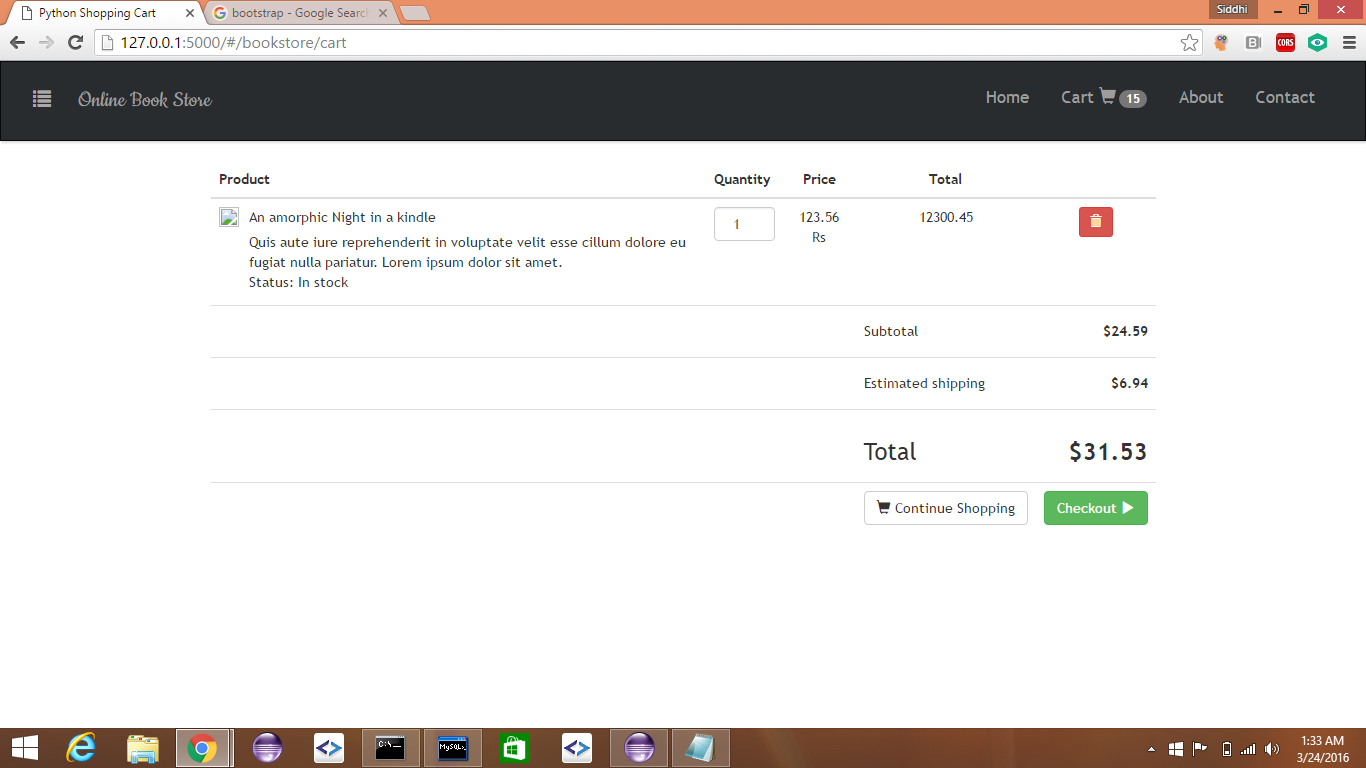 Python Shopping Cart
bootstrap - Google Search
Siddhi
127.0.0.1:5000/#/bookstore/cart
CORS
Online Book Store
Home
Cart 15
About
Contact
Product Quantity Price Total
An amorphic Night in a kindle
1
123.56
Rs
12300.45
Quis aute iure reprehenderit in voluptate velit esse cillum dolore eu
fugiat nulla pariatur. Lorem ipsum dolor sit amet.
Status: In stock
Subtotal $24.59
Estimated shipping $6.94
Total $31.53
Continue Shopping
Checkout
C:\
MySQL
1:33 AM
3/24/2016